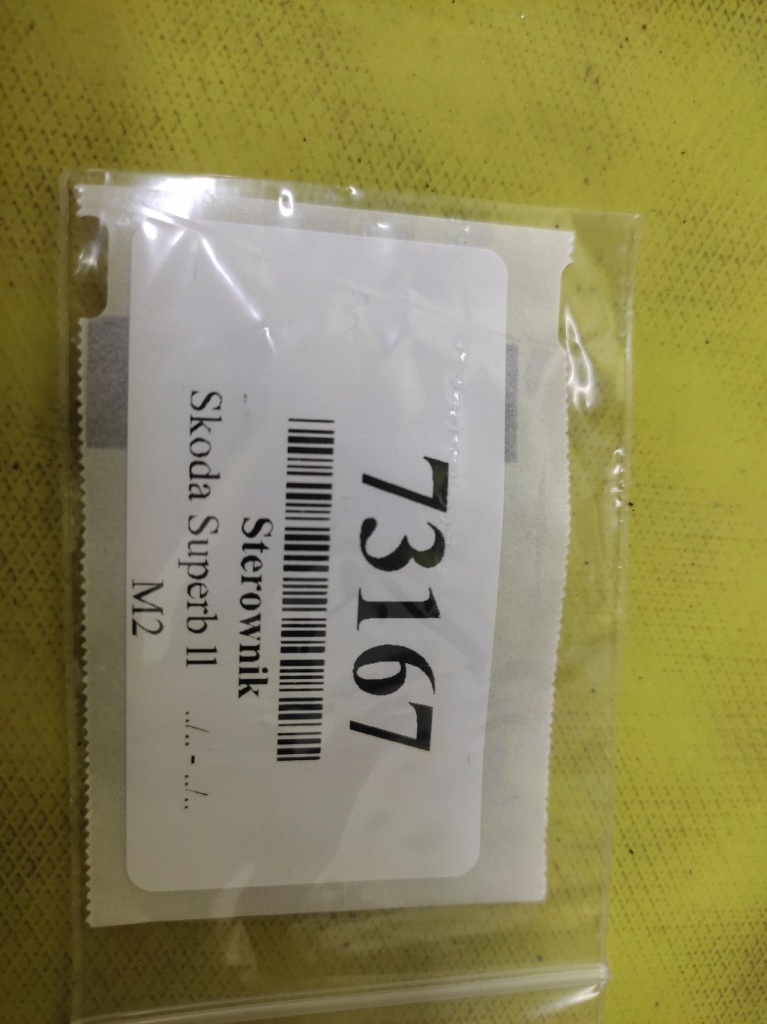 73167
Sterownik
Skoda Superb II ../.. - ../..
M2